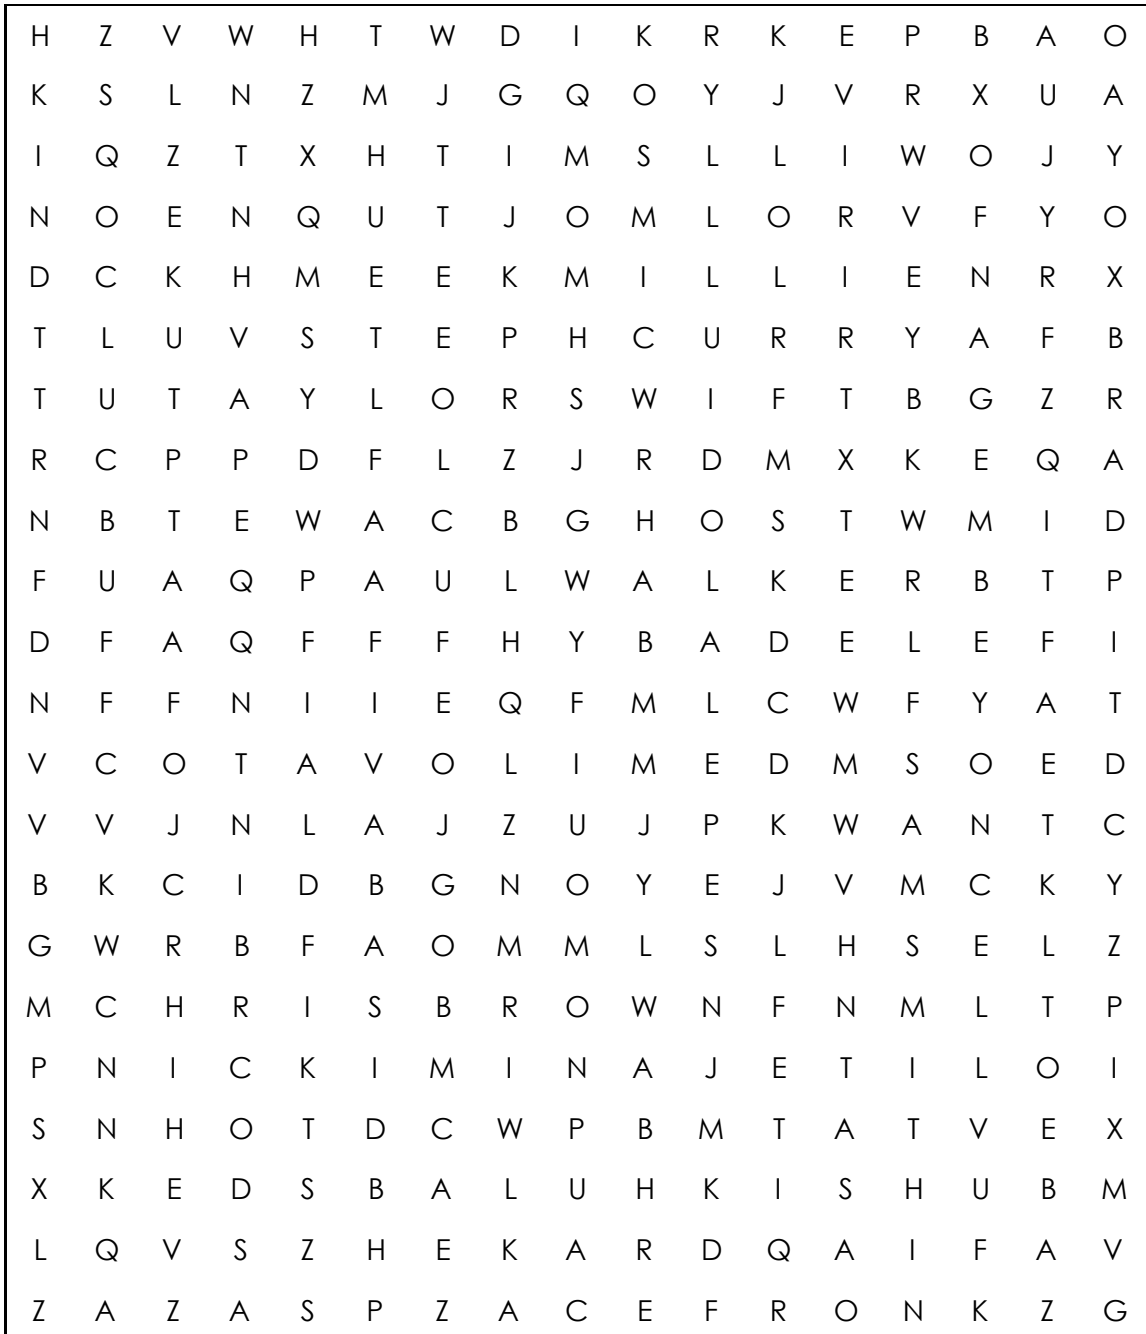 H Z V W H T W D I K R K E P B A O
K S L N Z M J G Q O Y J V R X U A
I Q Z T X H T I M S L L I W O J Y
N O E N Q U T J O M L O R V F Y O
D C K H M E E K M I L L I E N R X
T L U V S T E P H C U R R Y A F B
T U T A Y L O R S W I F T B G Z R
R C P P D F L Z J R D M X K E Q A
N B T E W A C B G H O S T W M I D
F U A Q P A U L W A L K E R B T P
D F A Q F F F H Y B A D E L E F I
N F F N I I E Q F M L C W F Y A T
V C O T A V O L I M E D M S O E D
V V J N L A J Z U J P K W A N T C
B K C I D B G N O Y E J V M C K Y
G W R B F A O M M L S L H S E L Z
M C H R I S B R O W N F N M L T P
P N I C K I M I N A J E T I L O I
S N H O T D C W P B M T A T V E X
X K E D S B A L U H K I S H U B M
L Q V S Z H E K A R D Q A I F A V
Z A Z A S P Z A C E F R O N K Z G